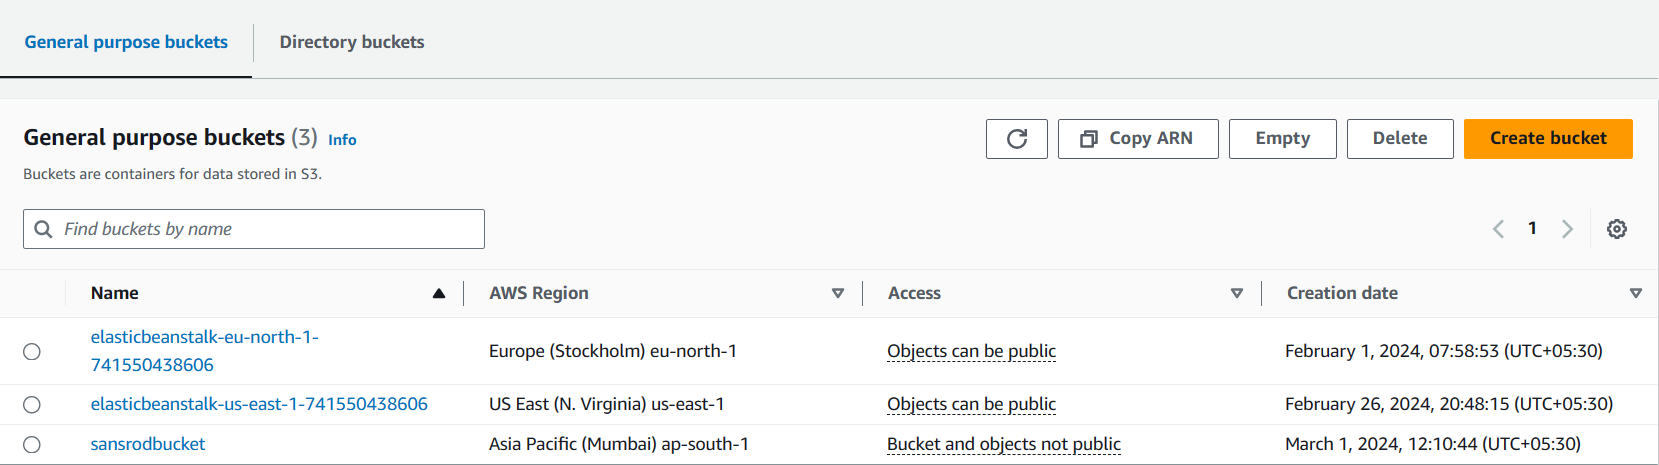 General purpose buckets
Directory buckets
General purpose buckets (3) Info
Copy ARN
Empty
Delete
Create bucket
Buckets are containers for data stored in S3.
Find buckets by name
1
Name
AWS Region
Access
Creation date
elasticbeanstalk-eu-north-1-
741550438606
Europe (Stockholm) eu-north-1
Objects can be public
February 1, 2024, 07:58:53 (UTC+05:30)
elasticbeanstalk-us-east-1-741550438606
US East (N. Virginia) us-east-1
Objects can be public
February 26, 2024, 20:48:15 (UTC+05:30)
sansrodbucket
Asia Pacific (Mumbai) ap-south-1
Bucket and objects not public
March 1, 2024, 12:10:44 (UTC+05:30)